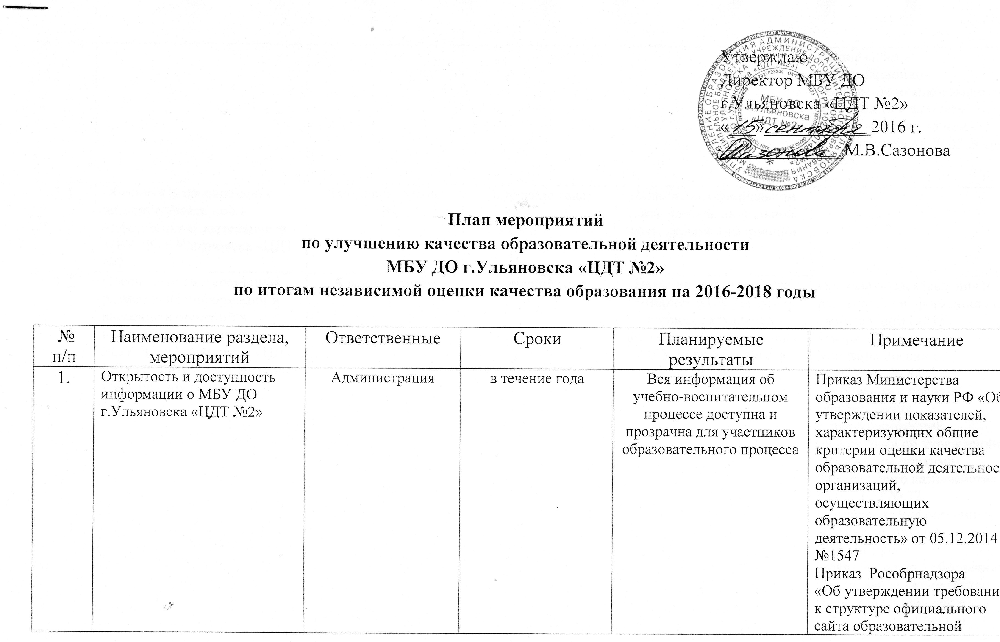 Утверждаю
Директор МБУ ДО
г.Ульяновска «ЦДТ №2»
«15» сентября 2016 г.
М.В.Сазонова
МБУ ДО
г.Ульяновска
«ЦДТ №2»
План мероприятий
по улучшению качества образовательной деятельности
МБУ ДО г.Ульяновска «ЦДТ №2»
по итогам независимой оценки качества образования на 2016-2018 годы
№
п/п
Наименование раздела,
мероприятий
Ответственные
Сроки
Планируемые
результаты
Примечание
1.
Открытость и доступность
информации о МБУ ДО
г.Ульяновска «ЦДТ №2»
Администрация
в течение года
Вся информация об
учебно-воспитательном
процессе доступна и
прозрачна для участников
образовательного процесса
Приказ Министерства
образования и науки РФ «Об
утверждении показателей,
характеризующих общие
критерии оценки качества
образовательной деятельнос
организаций,
осуществляющих
образовательную
деятельность» от 05.12.2014
№1547
Приказ Рособрнадзора
«Об утверждении требовани
к структуре официального
сайта образовательной